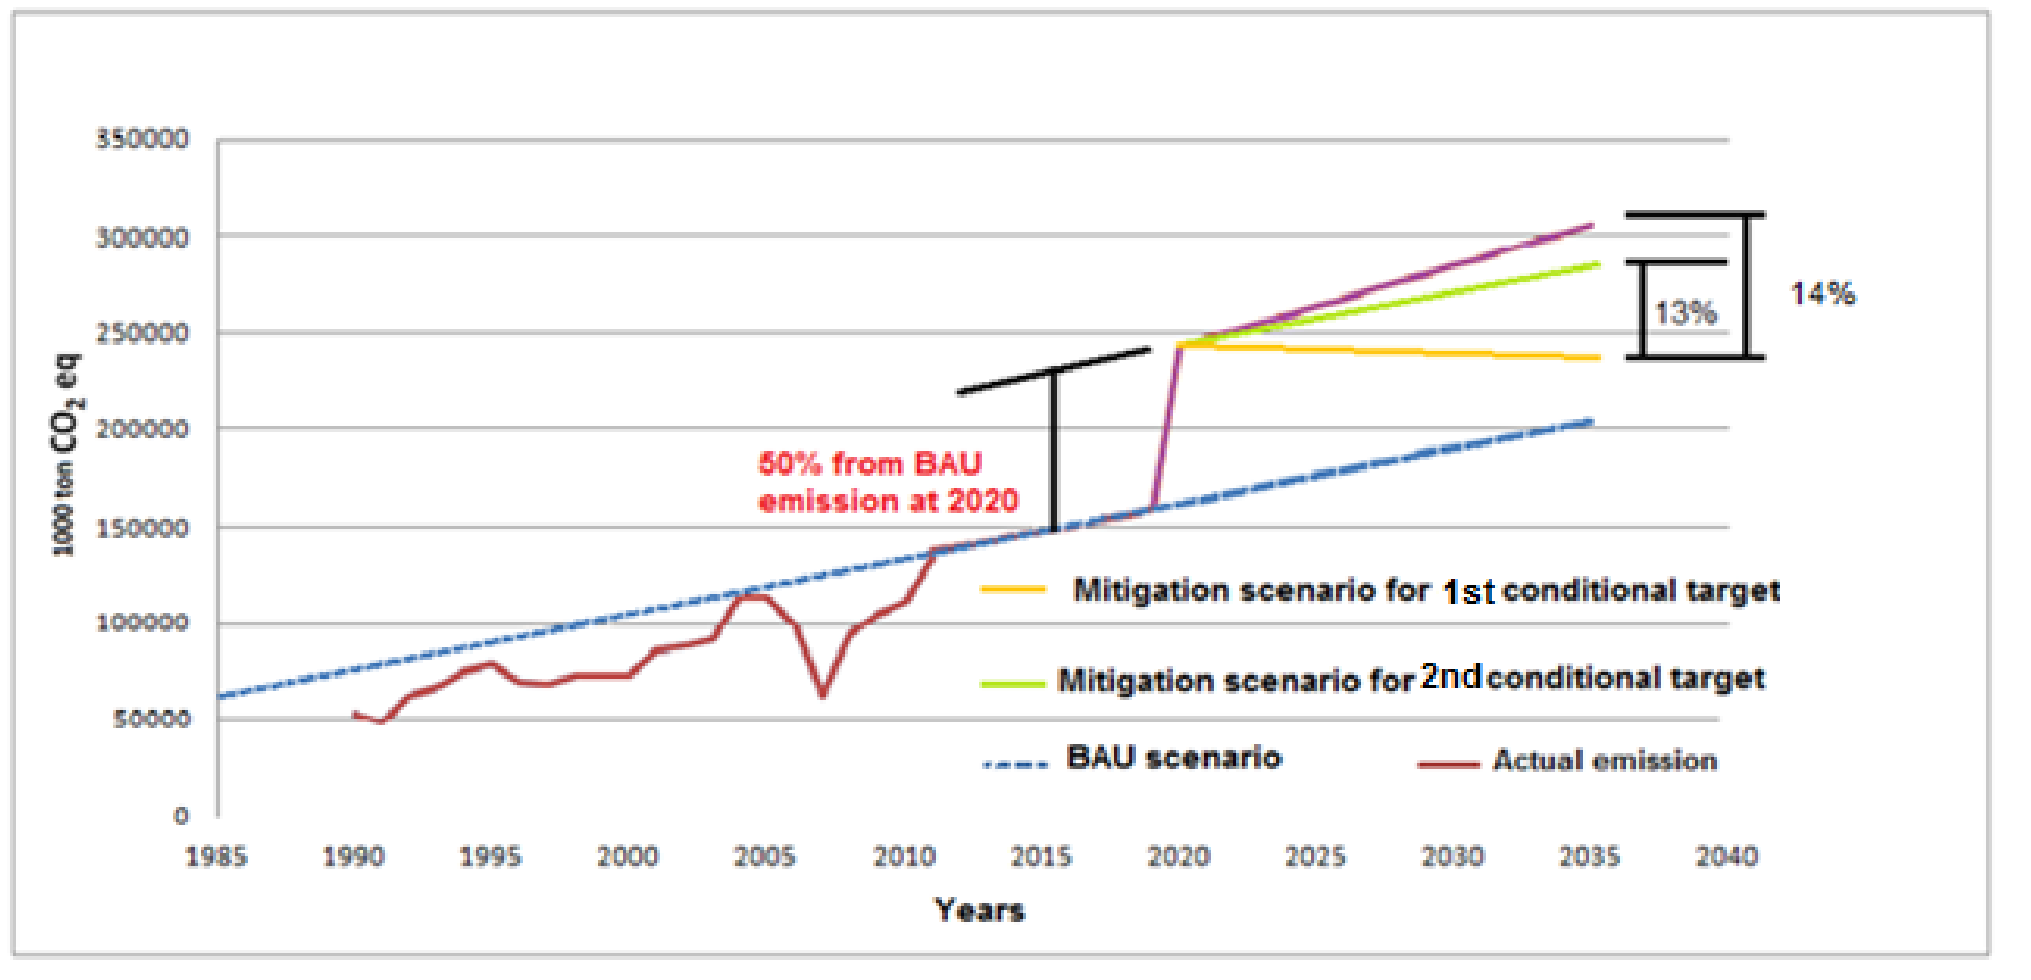 350000
300000
250000
200000
150000
100000
50000
0
1000 ton CO2 eq
1985 1990 1995 2000 2005 2010 2015 2020 2025 2030 2035 2040
Years
50% from BAU
emission at 2020
13%
14%
Mitigation scenario for 1st conditional target
Mitigation scenario for 2nd conditional target
BAU scenario
Actual emission